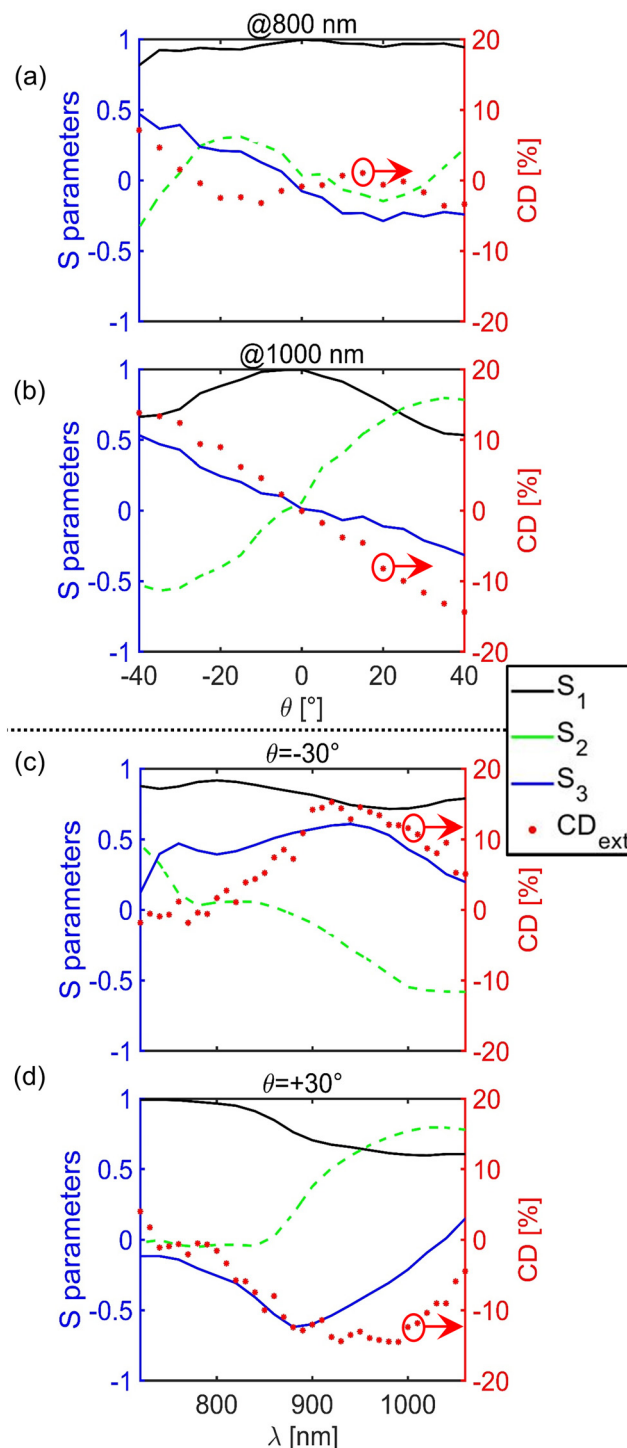 @800 nm
(a)
1
0.5
0
-0.5
-1
S parameters
20
10
0
-10
-20
CD [%]
@1000 nm
(b)
1
0.5
0
-0.5
-1
S parameters
20
10
0
-10
-20
CD [%]
-40 -20 0 20 40
θ [°]
S1
S2
S3
CDext
θ=-30°
(c)
1
0.5
0
-0.5
-1
S parameters
20
10
0
-10
-20
CD [%]
θ=+30°
(d)
1
0.5
0
-0.5
-1
S parameters
20
10
0
-10
-20
CD [%]
800 900 1000
λ [nm]